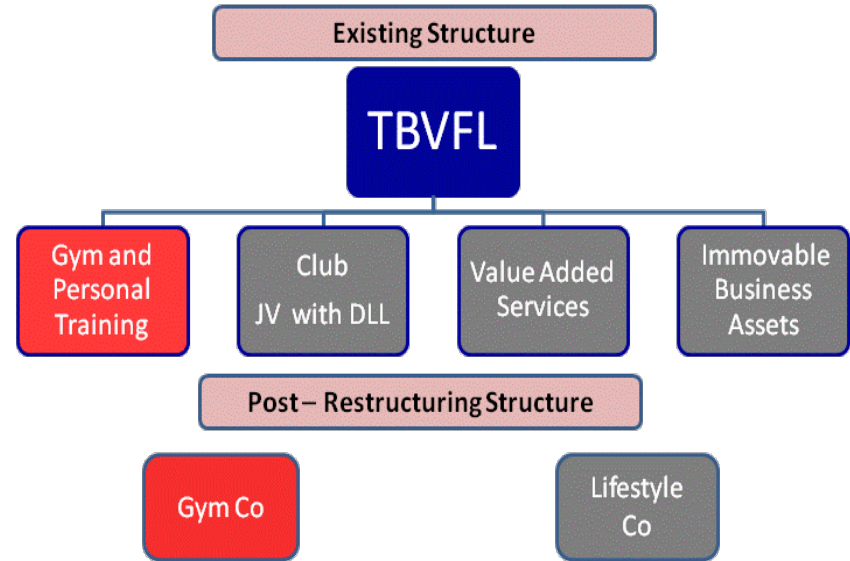 Existing Structure
TBVFL
Gym and
Personal
Training
Club
JV with DLL
Value Added
Services
Immovable
Business
Assets
Post – Restructuring Structure
Gym Co
Lifestyle
Co